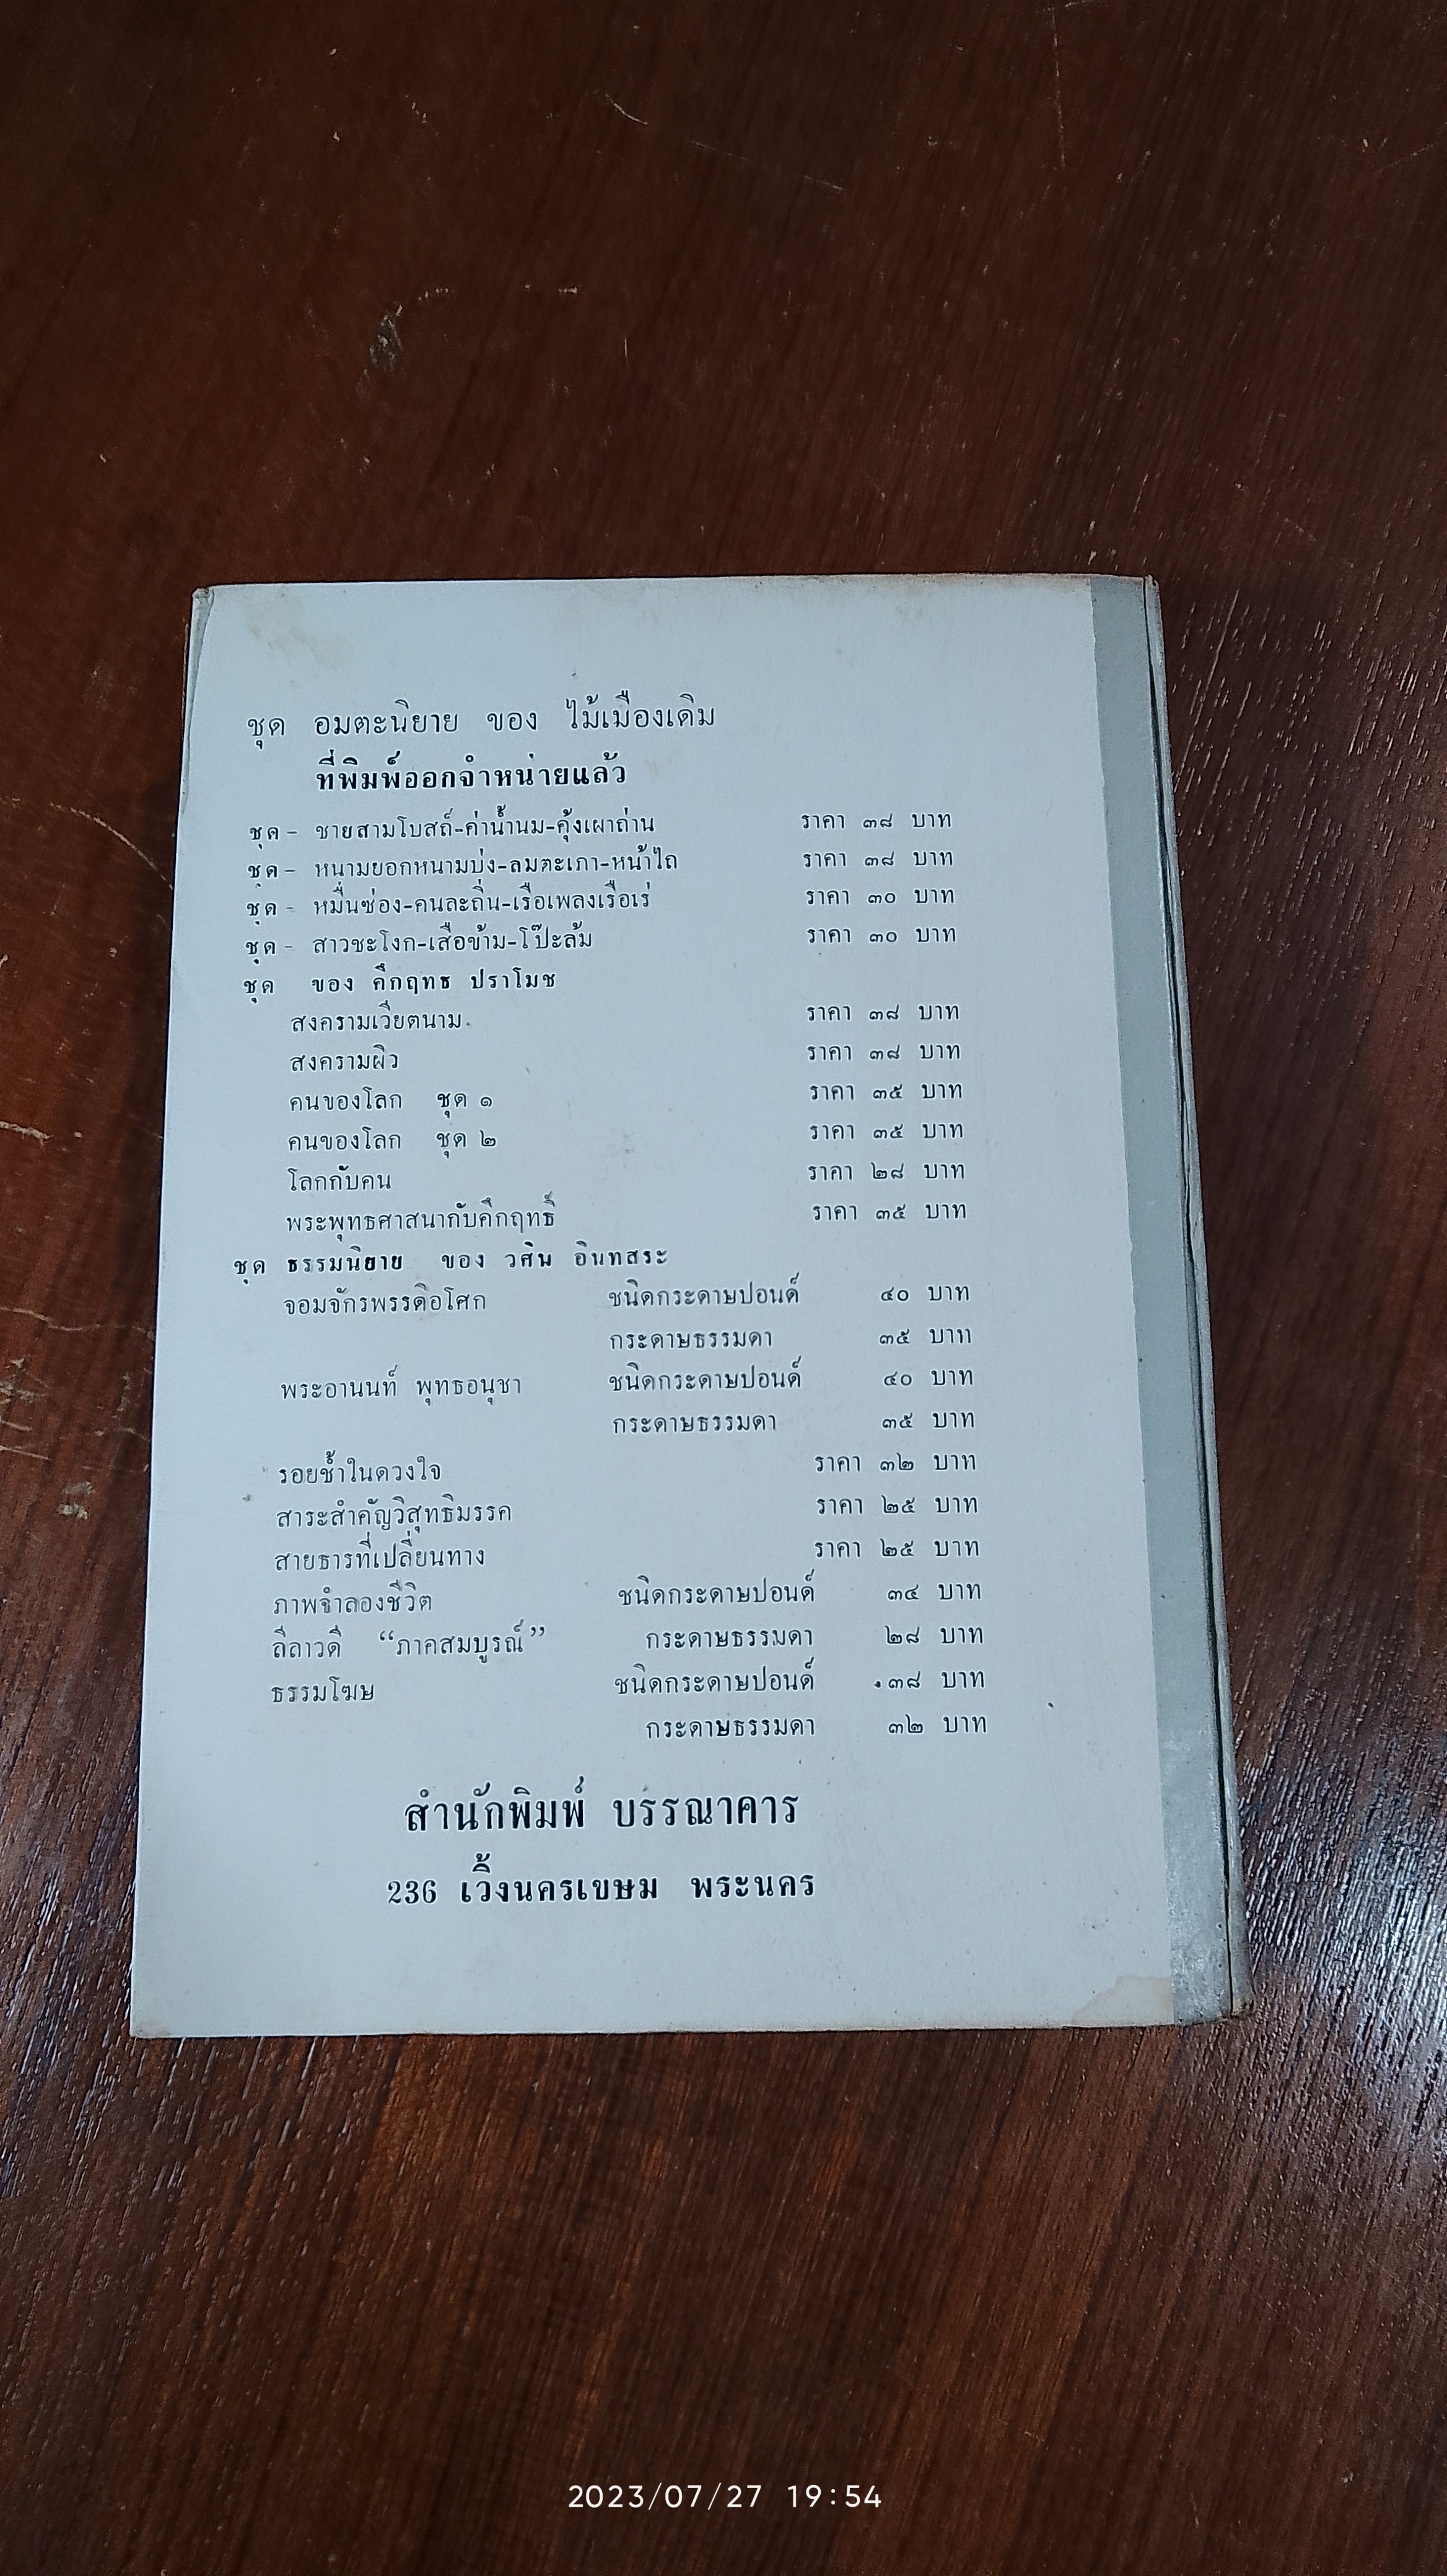 ชุด อมตะนิยาย ของ ไม้เมืองเดิม
ที่พิมพ์ออกจำหน่ายแล้ว
ชุด - ชายสามโบสถ์-ค่าน้ำนม-คุ้งเผาถ่าน ราคา ๓๘ บาท
ชุด - หนามยอกหนามบ่ง-ลมตะเภา-หน้าไถ ราคา ๓๘ บาท
ชุด - หมื่นซ่อง-คนละถิ่น-เรือเพลงเรือเร่ ราคา ๓๐ บาท
ชุด - สาวชะโงก-เสือข้าม-โป๊ะล้ม ราคา ๓๐ บาท
ชุด ของ คึกฤทธ ปราโมช
สงครามเวียตนาม ราคา ๓๘ บาท
สงครามผิว ราคา ๓๘ บาท
คนของโลก ชุด ๑ ราคา ๓๕ บาท
คนของโลก ชุด ๒ ราคา ๓๕ บาท
โลกกับคน ราคา ๒๘ บาท
พระพุทธศาสนากับคึกฤทธิ์ ราคา ๓๕ บาท
ชุด ธรรมนิยาย ของ วศิน อินทสระ
จอมจักรพรรดิอโศก ชนิดกระดาษปอนด์ ๔๐ บาท
กระดาษธรรมดา ๓๕ บาท
พระอานนท์ พุทธอนุชา ชนิดกระดาษปอนด์ ๔๐ บาท
กระดาษธรรมดา ๓๕ บาท
รอยช้ำในดวงใจ ราคา ๓๒ บาท
สาระสำคัญวิสุทธิมรรค ราคา ๒๕ บาท
สายธารที่เปลี่ยนทาง ราคา ๒๕ บาท
ภาพจำลองชีวิต ชนิดกระดาษปอนด์ ๓๔ บาท
ลีลาวดี “ภาคสมบูรณ์” กระดาษธรรมดา ๒๘ บาท
ธรรมโฆษ ชนิดกระดาษปอนด์ ๓๘ บาท
กระดาษธรรมดา ๓๒ บาท
สำนักพิมพ์ บรรณาคาร
236 เวิ้งนครเขษม พระนคร
2023/07/27 19:54